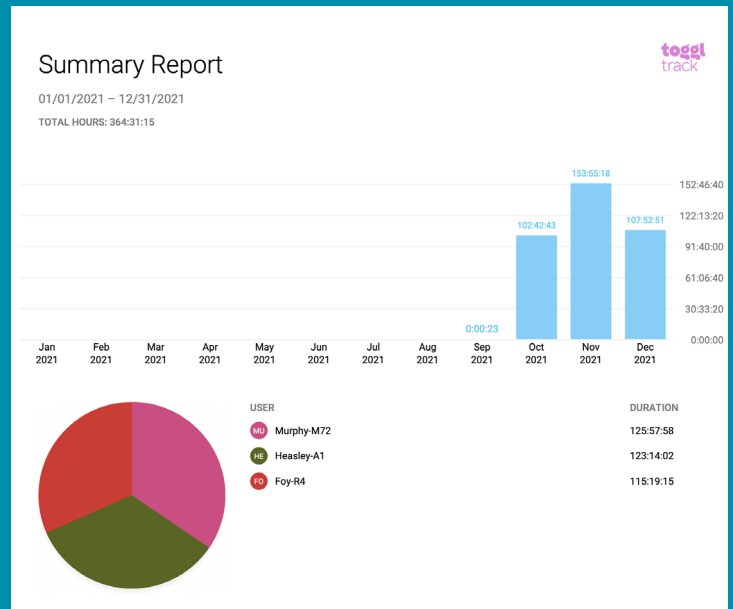 Summary Report
toggl
track
01/01/2021 – 12/31/2021
TOTAL HOURS: 364:31:15
153:55:18
152:46:40
102:42:43
107:52:51
122:13:20
91:40:00
61:06:40
30:33:20
0:00:23
0:00:00
Jan Feb Mar Apr May Jun Jul Aug Sep Oct Nov Dec
2021 2021 2021 2021 2021 2021 2021 2021 2021 2021 2021 2021
USER DURATION
MU Murphy-M72 125:57:58
HE Heasley-A1 123:14:02
FO Foy-R4 115:19:15